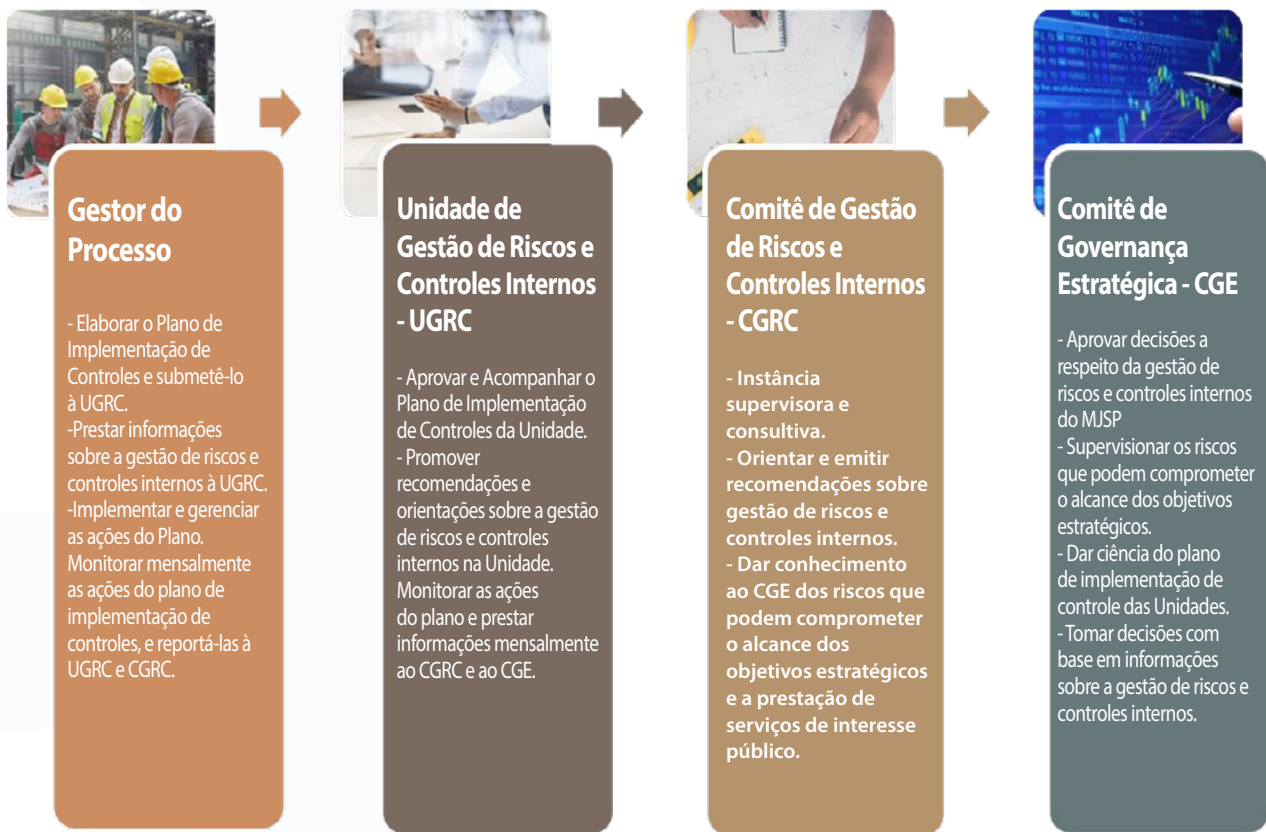 Gestor do
Processo
- Elaborar o Plano de
Implementação de
Controles e submetê-lo
à UGRC.
-Prestar informações
sobre a gestão de riscos e
controles internos à UGRC.
-Implementar e gerenciar
as ações do Plano.
Monitorar mensalmente
as ações do plano de
implementação de
controles, e reportá-las à
UGRC e CGRC.
Unidade de
Gestão de Riscos e
Controles Internos
- UGRC
- Aprovar e Acompanhar o
Plano de Implementação
de Controles da Unidade.
- Promover
recomendações e
orientações sobre a gestão
de riscos e controles
internos na Unidade.
Monitorar as ações
do plano e prestar
informações mensalmente
ao CGRC e ao CGE.
Comitê de Gestão
de Riscos e
Controles Internos
- CGRC
- Instância
supervisora e
consultiva.
- Orientar e emitir
recomendações sobre
gestão de riscos e
controles internos.
- Dar conhecimento
ao CGE dos riscos que
podem comprometer
o alcance dos
objetivos estratégicos
e a prestação de
serviços de interesse
público.
Comitê de
Governança
Estratégica - CGE
- Aprovar decisões a
respeito da gestão de
riscos e controles internos
do MJSP
- Supervisionar os riscos
que podem comprometer
o alcance dos objetivos
estratégicos.
- Dar ciência do plano
de implementação de
controle das Unidades.
- Tomar decisões com
base em informações
sobre a gestão de riscos e
controles internos.